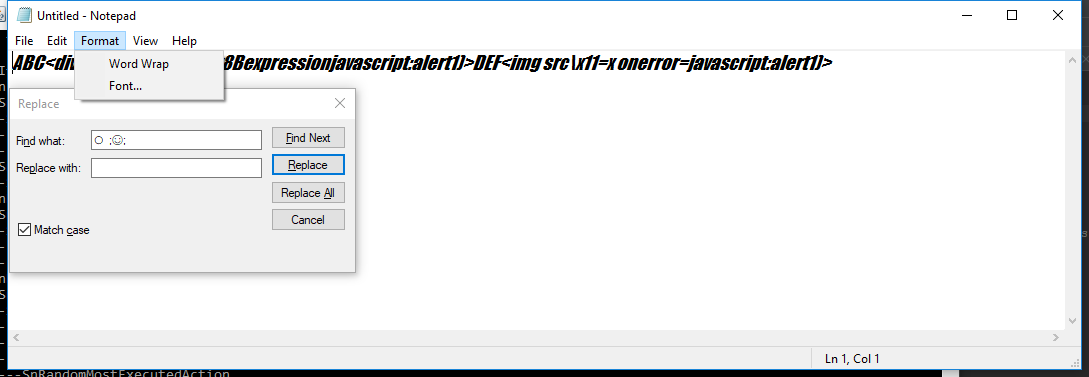 Untitled - Notepad
File Edit Format View Help
ABC<div 8Bexpressionjavascript:alert1)>DEF<img src\x11=x onerror=javascript:alert1)>
Word Wrap
Font...
Replace
Find what: ○ ;☺;
Find Next
Replace with:
Replace
Replace All
Cancel
Match case
Ln 1, Col 1
---SnRandomMostExecutedAction